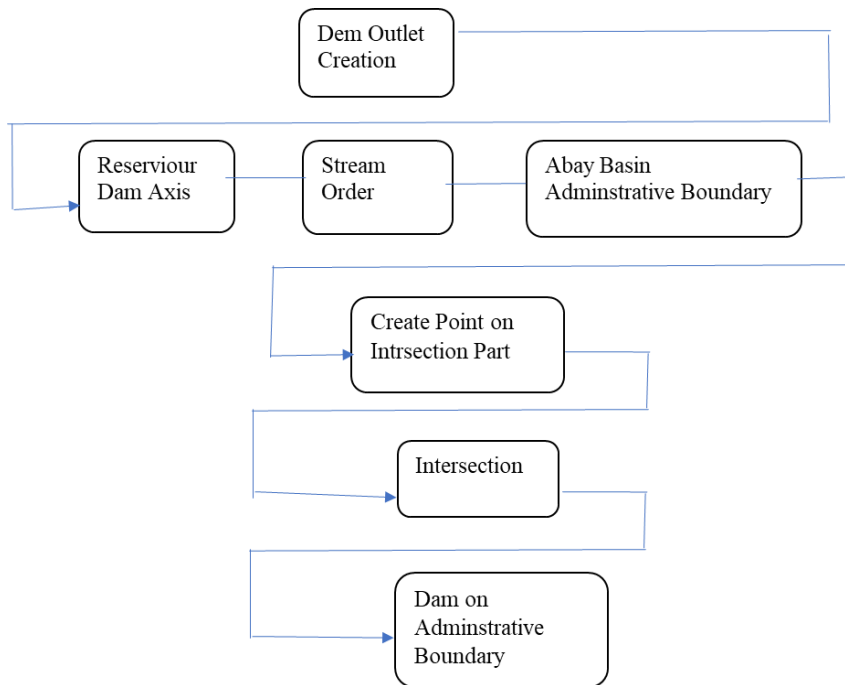 Dem Outlet
Creation
Reserviour
Dam Axis
Stream
Order
Abay Basin
Adminstrative Boundary
Create Point on
Intrsection Part
Intersection
Dam on
Adminstrative
Boundary